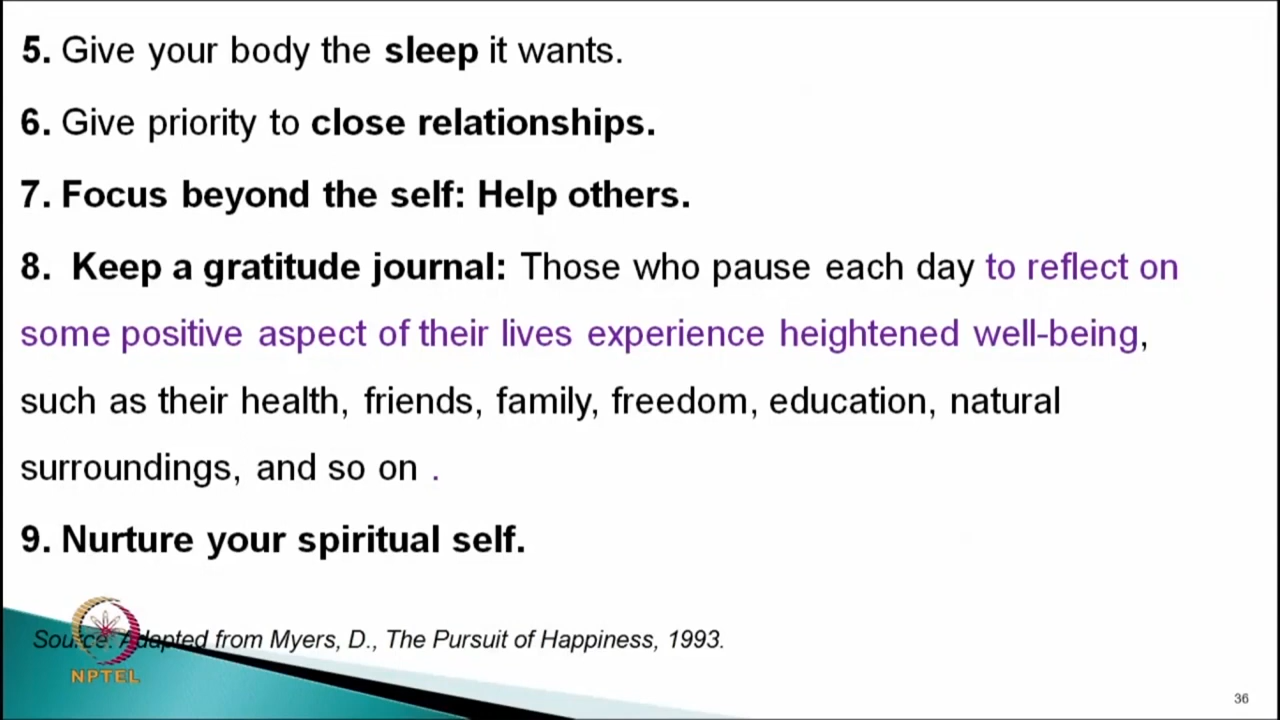 5. Give your body the sleep it wants.
6. Give priority to close relationships.
7. Focus beyond the self: Help others.
8. Keep a gratitude journal: Those who pause each day to reflect on
some positive aspect of their lives experience heightened well-being,
such as their health, friends, family, freedom, education, natural
surroundings, and so on .
9. Nurture your spiritual self.
Source: Adapted from Myers, D., The Pursuit of Happiness, 1993.
NPTEL
36